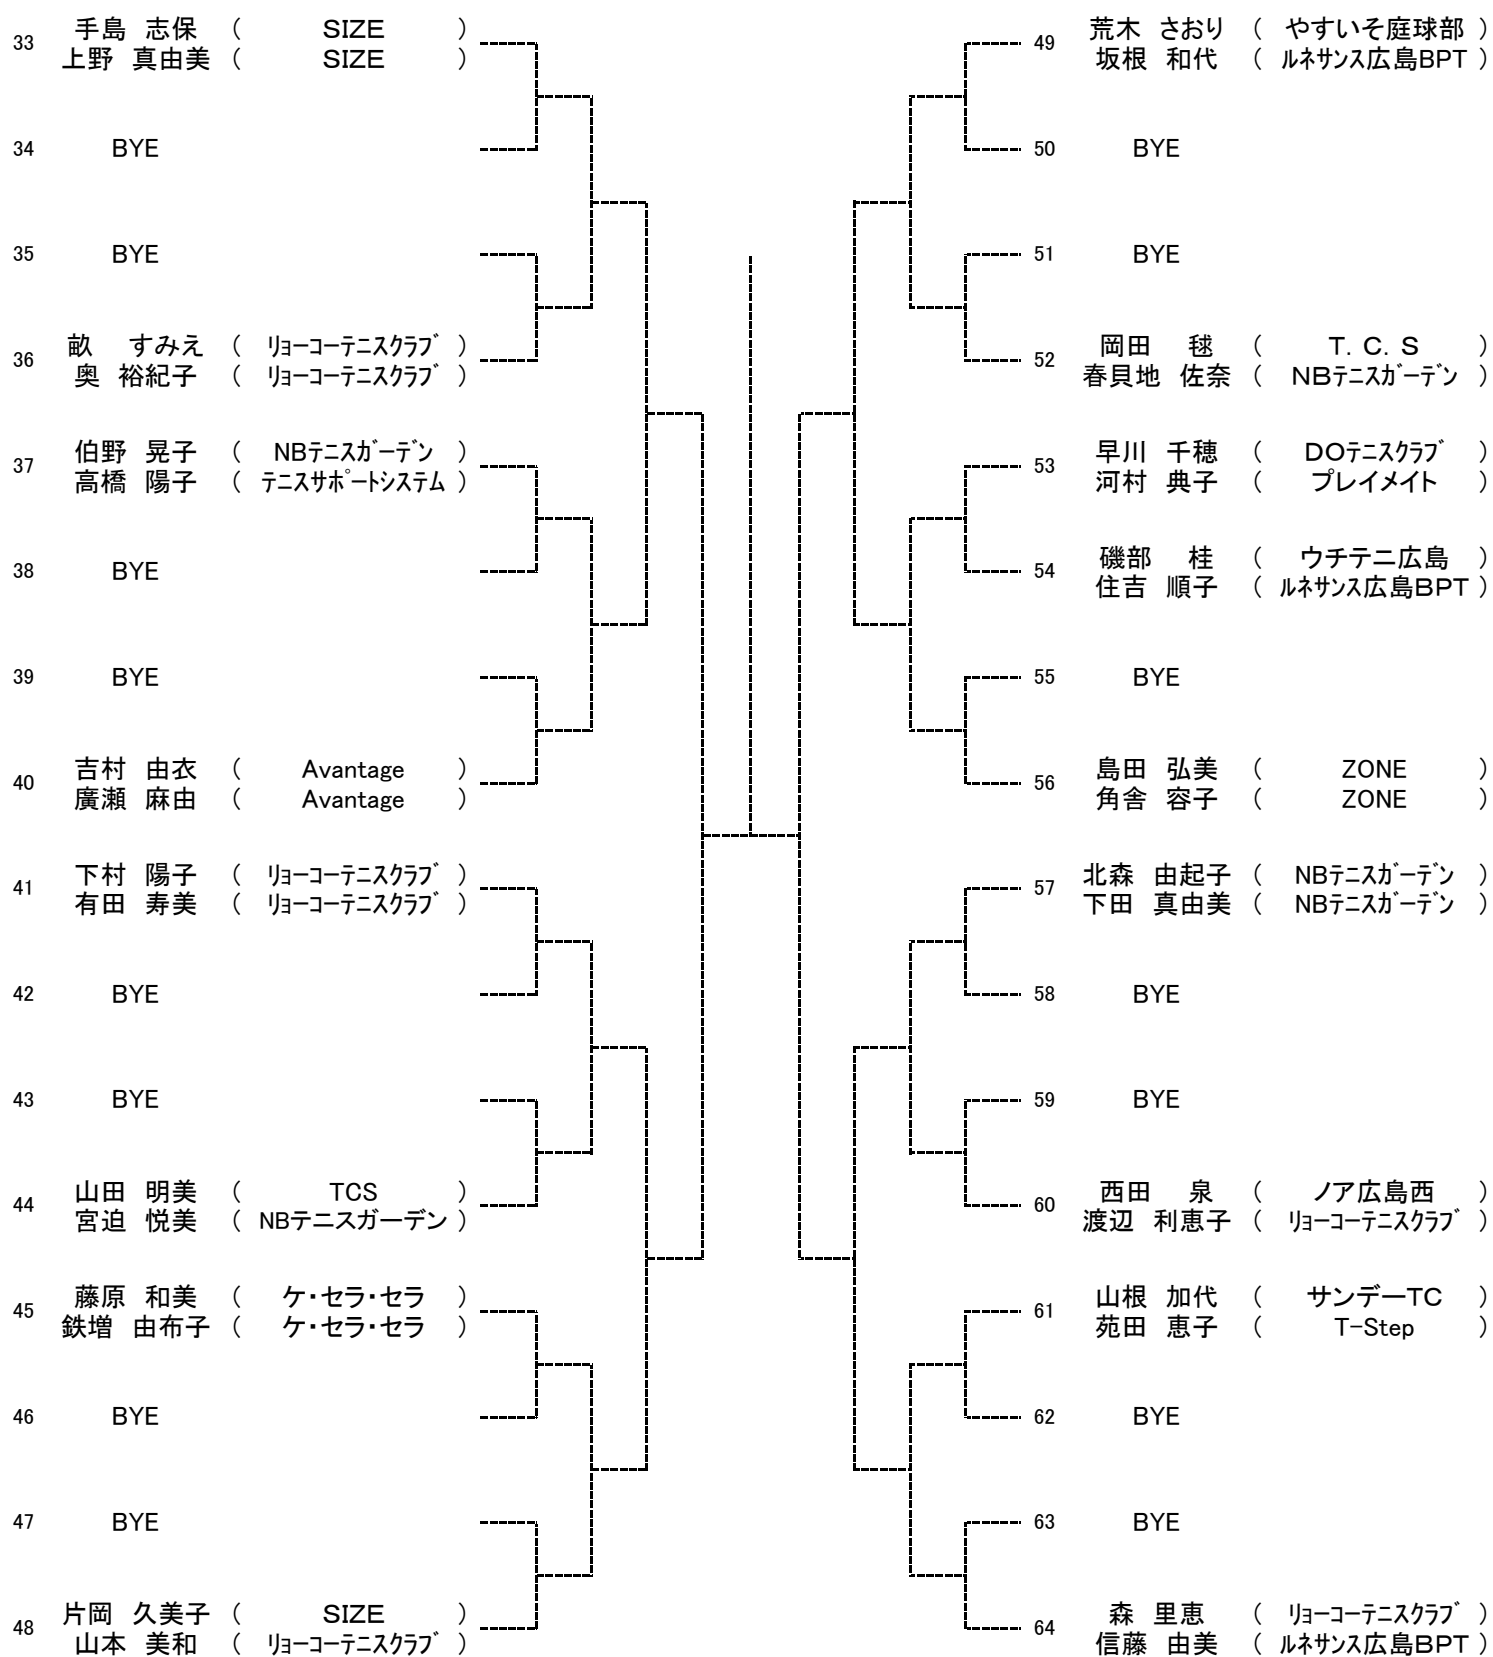 33 手島 志保 ( SIZE )
上野 真由美 ( SIZE )
34 BYE
35 BYE
36 畝 すみえ ( リョーコーテニスクラブ )
奥 裕紀子 ( リョーコーテニスクラブ )
37 伯野 晃子 ( NBテニスガーデン )
高橋 陽子 ( テニスサポートシステム )
38 BYE
39 BYE
40 吉村 由衣 ( Avantage )
廣瀬 麻由 ( Avantage )
41 下村 陽子 ( リョーコーテニスクラブ )
有田 寿美 ( リョーコーテニスクラブ )
42 BYE
43 BYE
44 山田 明美 ( TCS )
宮迫 悦美 ( NBテニスガーデン )
45 藤原 和美 ( ケ・セラ・セラ )
鉄増 由布子 ( ケ・セラ・セラ )
46 BYE
47 BYE
48 片岡 久美子 ( SIZE )
山本 美和 ( リョーコーテニスクラブ )
49 荒木 さおり ( やすいそ庭球部 )
坂根 和代 ( ルネサンス広島BPT )
50 BYE
51 BYE
52 岡田 毬 ( T. C. S )
春貝地 佐奈 ( NBテニスガーデン )
53 早川 千穂 ( DOテニスクラブ )
河村 典子 ( プレイメイト )
54 磯部 桂 ( ウチテニ広島 )
住吉 順子 ( ルネサンス広島BPT )
55 BYE
56 島田 弘美 ( ZONE )
角舎 容子 ( ZONE )
57 北森 由起子 ( NBテニスガーデン )
下田 真由美 ( NBテニスガーデン )
58 BYE
59 BYE
60 西田 泉 ( ノア広島西 )
渡辺 利恵子 ( リョーコーテニスクラブ )
61 山根 加代 ( サンデーTC )
苑田 恵子 ( T-Step )
62 BYE
63 BYE
64 森 里恵 ( リョーコーテニスクラブ )
信藤 由美 ( ルネサンス広島BPT )